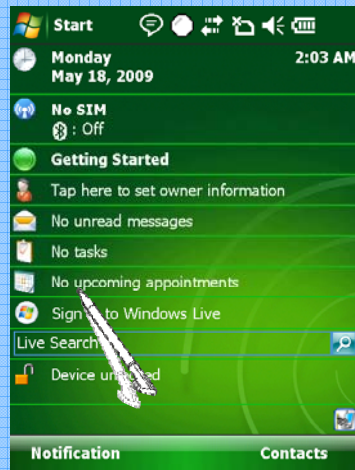 Start
Monday 2:03 AM
May 18, 2009
No SIM
: Off
Getting Started
Tap here to set owner information
No unread messages
No tasks
No upcoming appointments
Sign to Windows Live
Live Search
Device
Notification Contacts